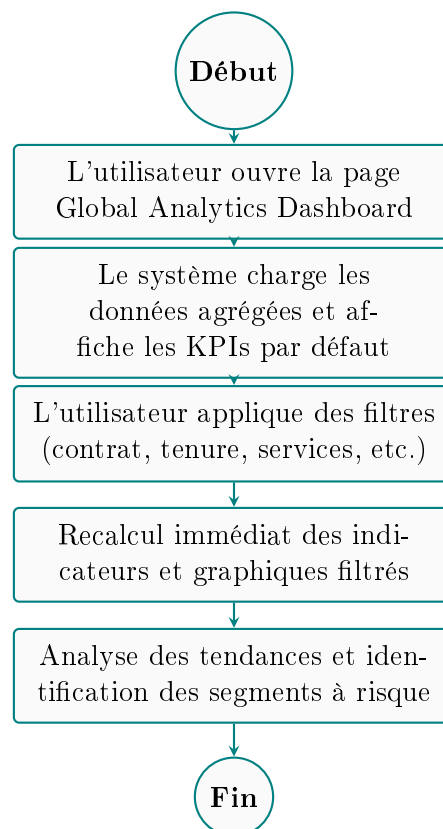 Début
L'utilisateur ouvre la page
Global Analytics Dashboard
Le système charge les
données agrégées et af-
fiche les KPIs par défaut
L'utilisateur applique des filtres
(contrat, tenure, services, etc.)
Recalcul immédiat des indi-
cateurs et graphiques filtrés
Analyse des tendances et iden-
tification des segments à risque
Fin